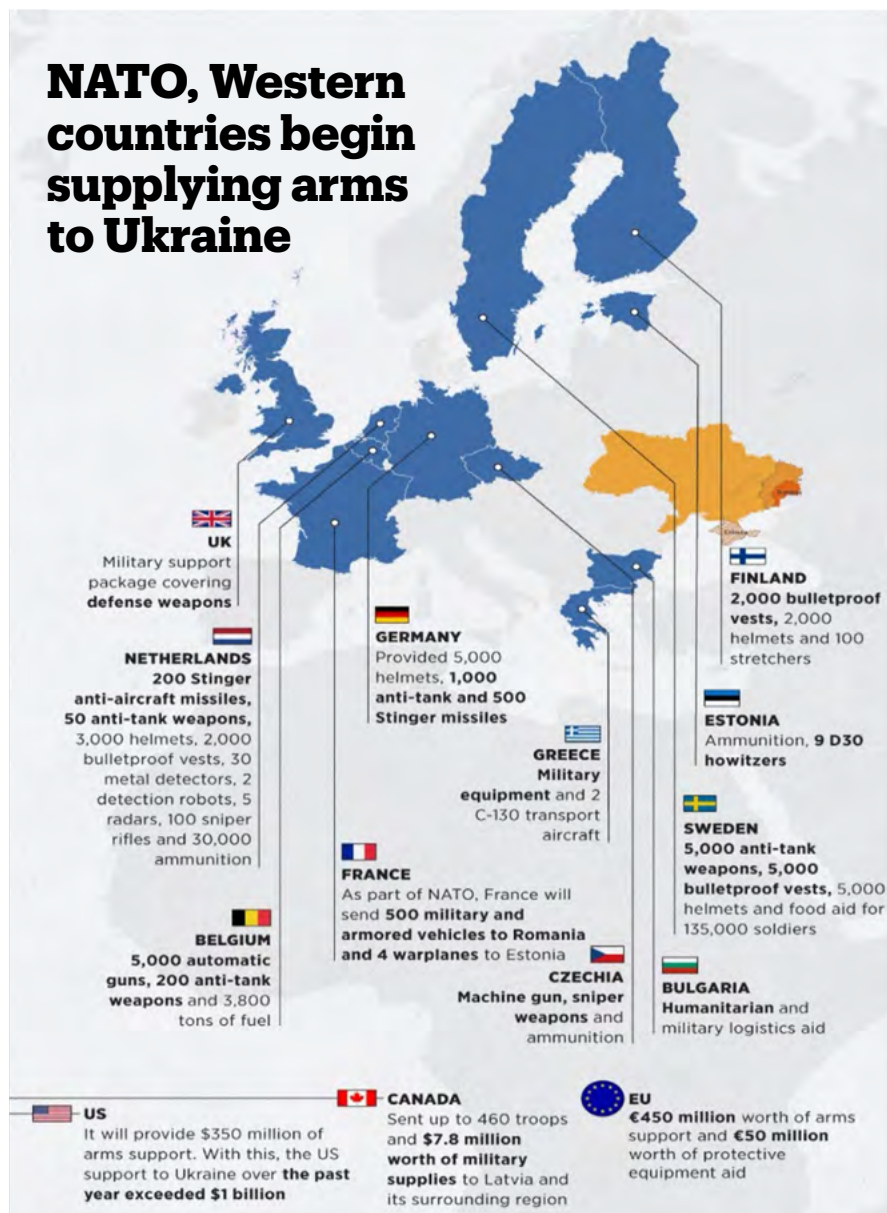 NATO, Western
countries begin
supplying arms
to Ukraine
UK
Military support
package covering
defense weapons
NETHERLANDS
200 Stinger
anti-aircraft missiles,
50 anti-tank weapons,
3,000 helmets, 2,000
bulletproof vests, 30
metal detectors, 2
detection robots, 5
radars, 100 sniper
rifles and 30,000
ammunition
BELGIUM
5,000 automatic
guns, 200 anti-tank
weapons and 3,800
tons of fuel
GERMANY
Provided 5,000
helmets, 1,000
anti-tank and 500
Stinger missiles
FRANCE
As part of NATO, France will
send 500 military and
armored vehicles to Romania
and 4 warplanes to Estonia
GREECE
Military
equipment and 2
C-130 transport
aircraft
CZECHIA
Machine gun, sniper
weapons and
ammunition
Crimea
FINLAND
2,000 bulletproof
vests, 2,000
helmets and 100
stretchers
ESTONIA
Ammunition, 9 D30
howitzers
SWEDEN
5,000 anti-tank
weapons, 5,000
bulletproof vests, 5,000
helmets and food aid for
135,000 soldiers
BULGARIA
Humanitarian and
military logistics aid
US
It will provide $350 million of
arms support. With this, the US
support to Ukraine over the past
year exceeded $1 billion
CANADA
Sent up to 460 troops
and $7.8 million
worth of military
supplies to Latvia and
its surrounding region
EU
€450 million worth of arms
support and €50 million
worth of protective
equipment aid